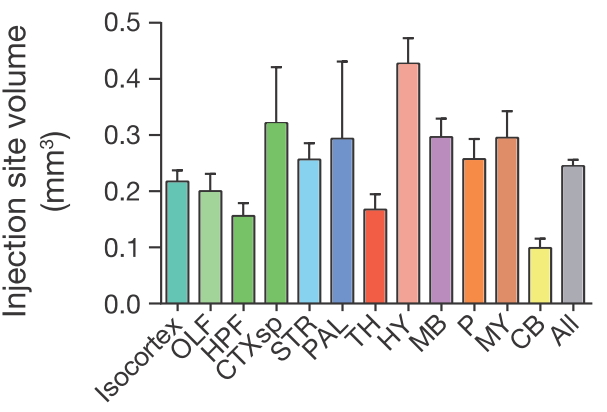 Injection site volume
(mm³)
0.5
0.4
0.3
0.2
0.1
0.0
Isocortex
OLF
HPF
CTXsp
STR
PAL
TH
HY
MB
P
MY
CB
All